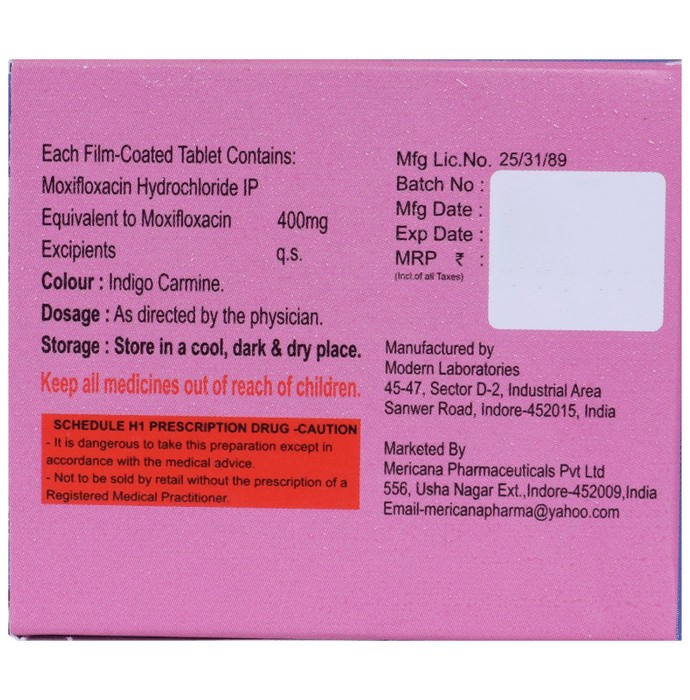 Each Film-Coated Tablet Contains:
Moxifloxacin Hydrochloride IP
Equivalent to Moxifloxacin 400mg
Excipients q.s.
Colour : Indigo Carmine.
Dosage : As directed by the physician.
Storage : Store in a cool, dark & dry place.
Keep all medicines out of reach of children.
SCHEDULE H1 PRESCRIPTION DRUG -CAUTION
- It is dangerous to take this preparation except in
accordance with the medical advice.
- Not to be sold by retail without the prescription of a
Registered Medical Practitioner.
Mfg Lic.No. 25/31/89
Batch No :
Mfg Date :
Exp Date :
MRP ₹ :
(Incl.of all Taxes)
Manufactured by
Modern Laboratories
45-47, Sector D-2, Industrial Area
Sanwer Road, Indore-452015, India
Marketed By
Mericana Pharmaceuticals Pvt Ltd
556, Usha Nagar Ext.,Indore-452009,India
Email-mericanapharma@yahoo.com